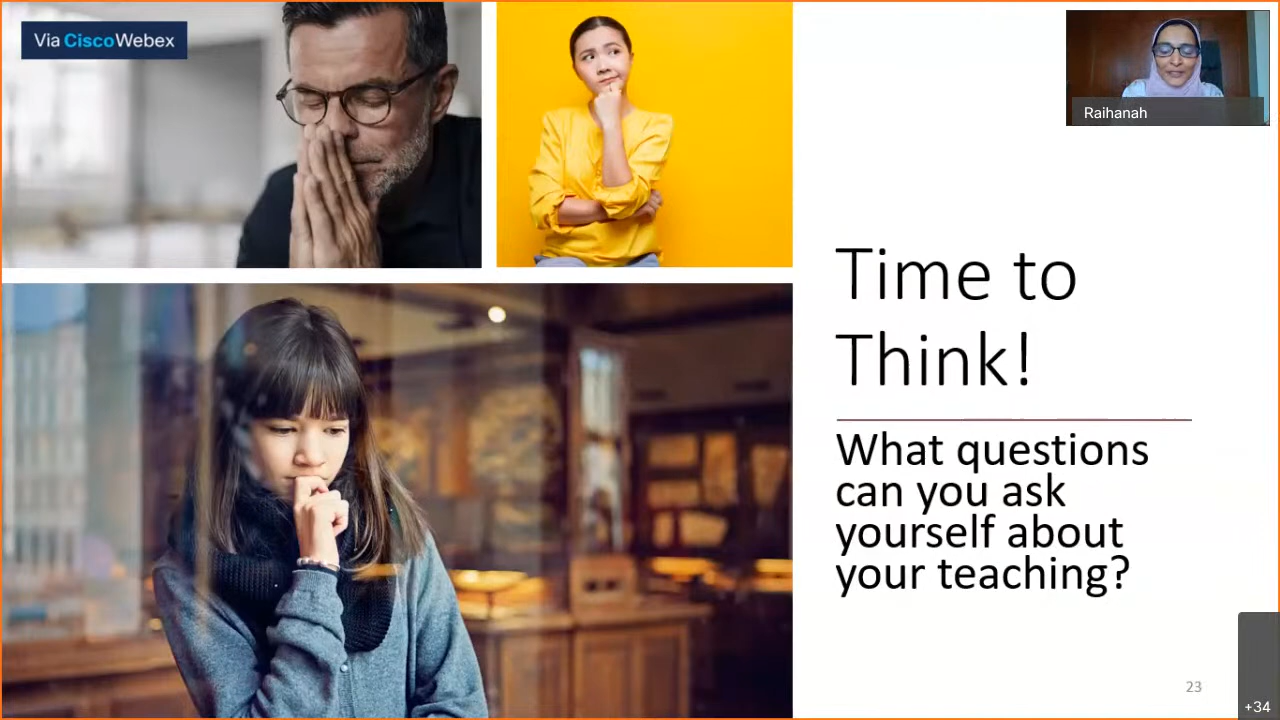 Via CiscoWebex
Raihanah
Time to
Think!
What questions
can you ask
yourself about
your teaching?
23
+34